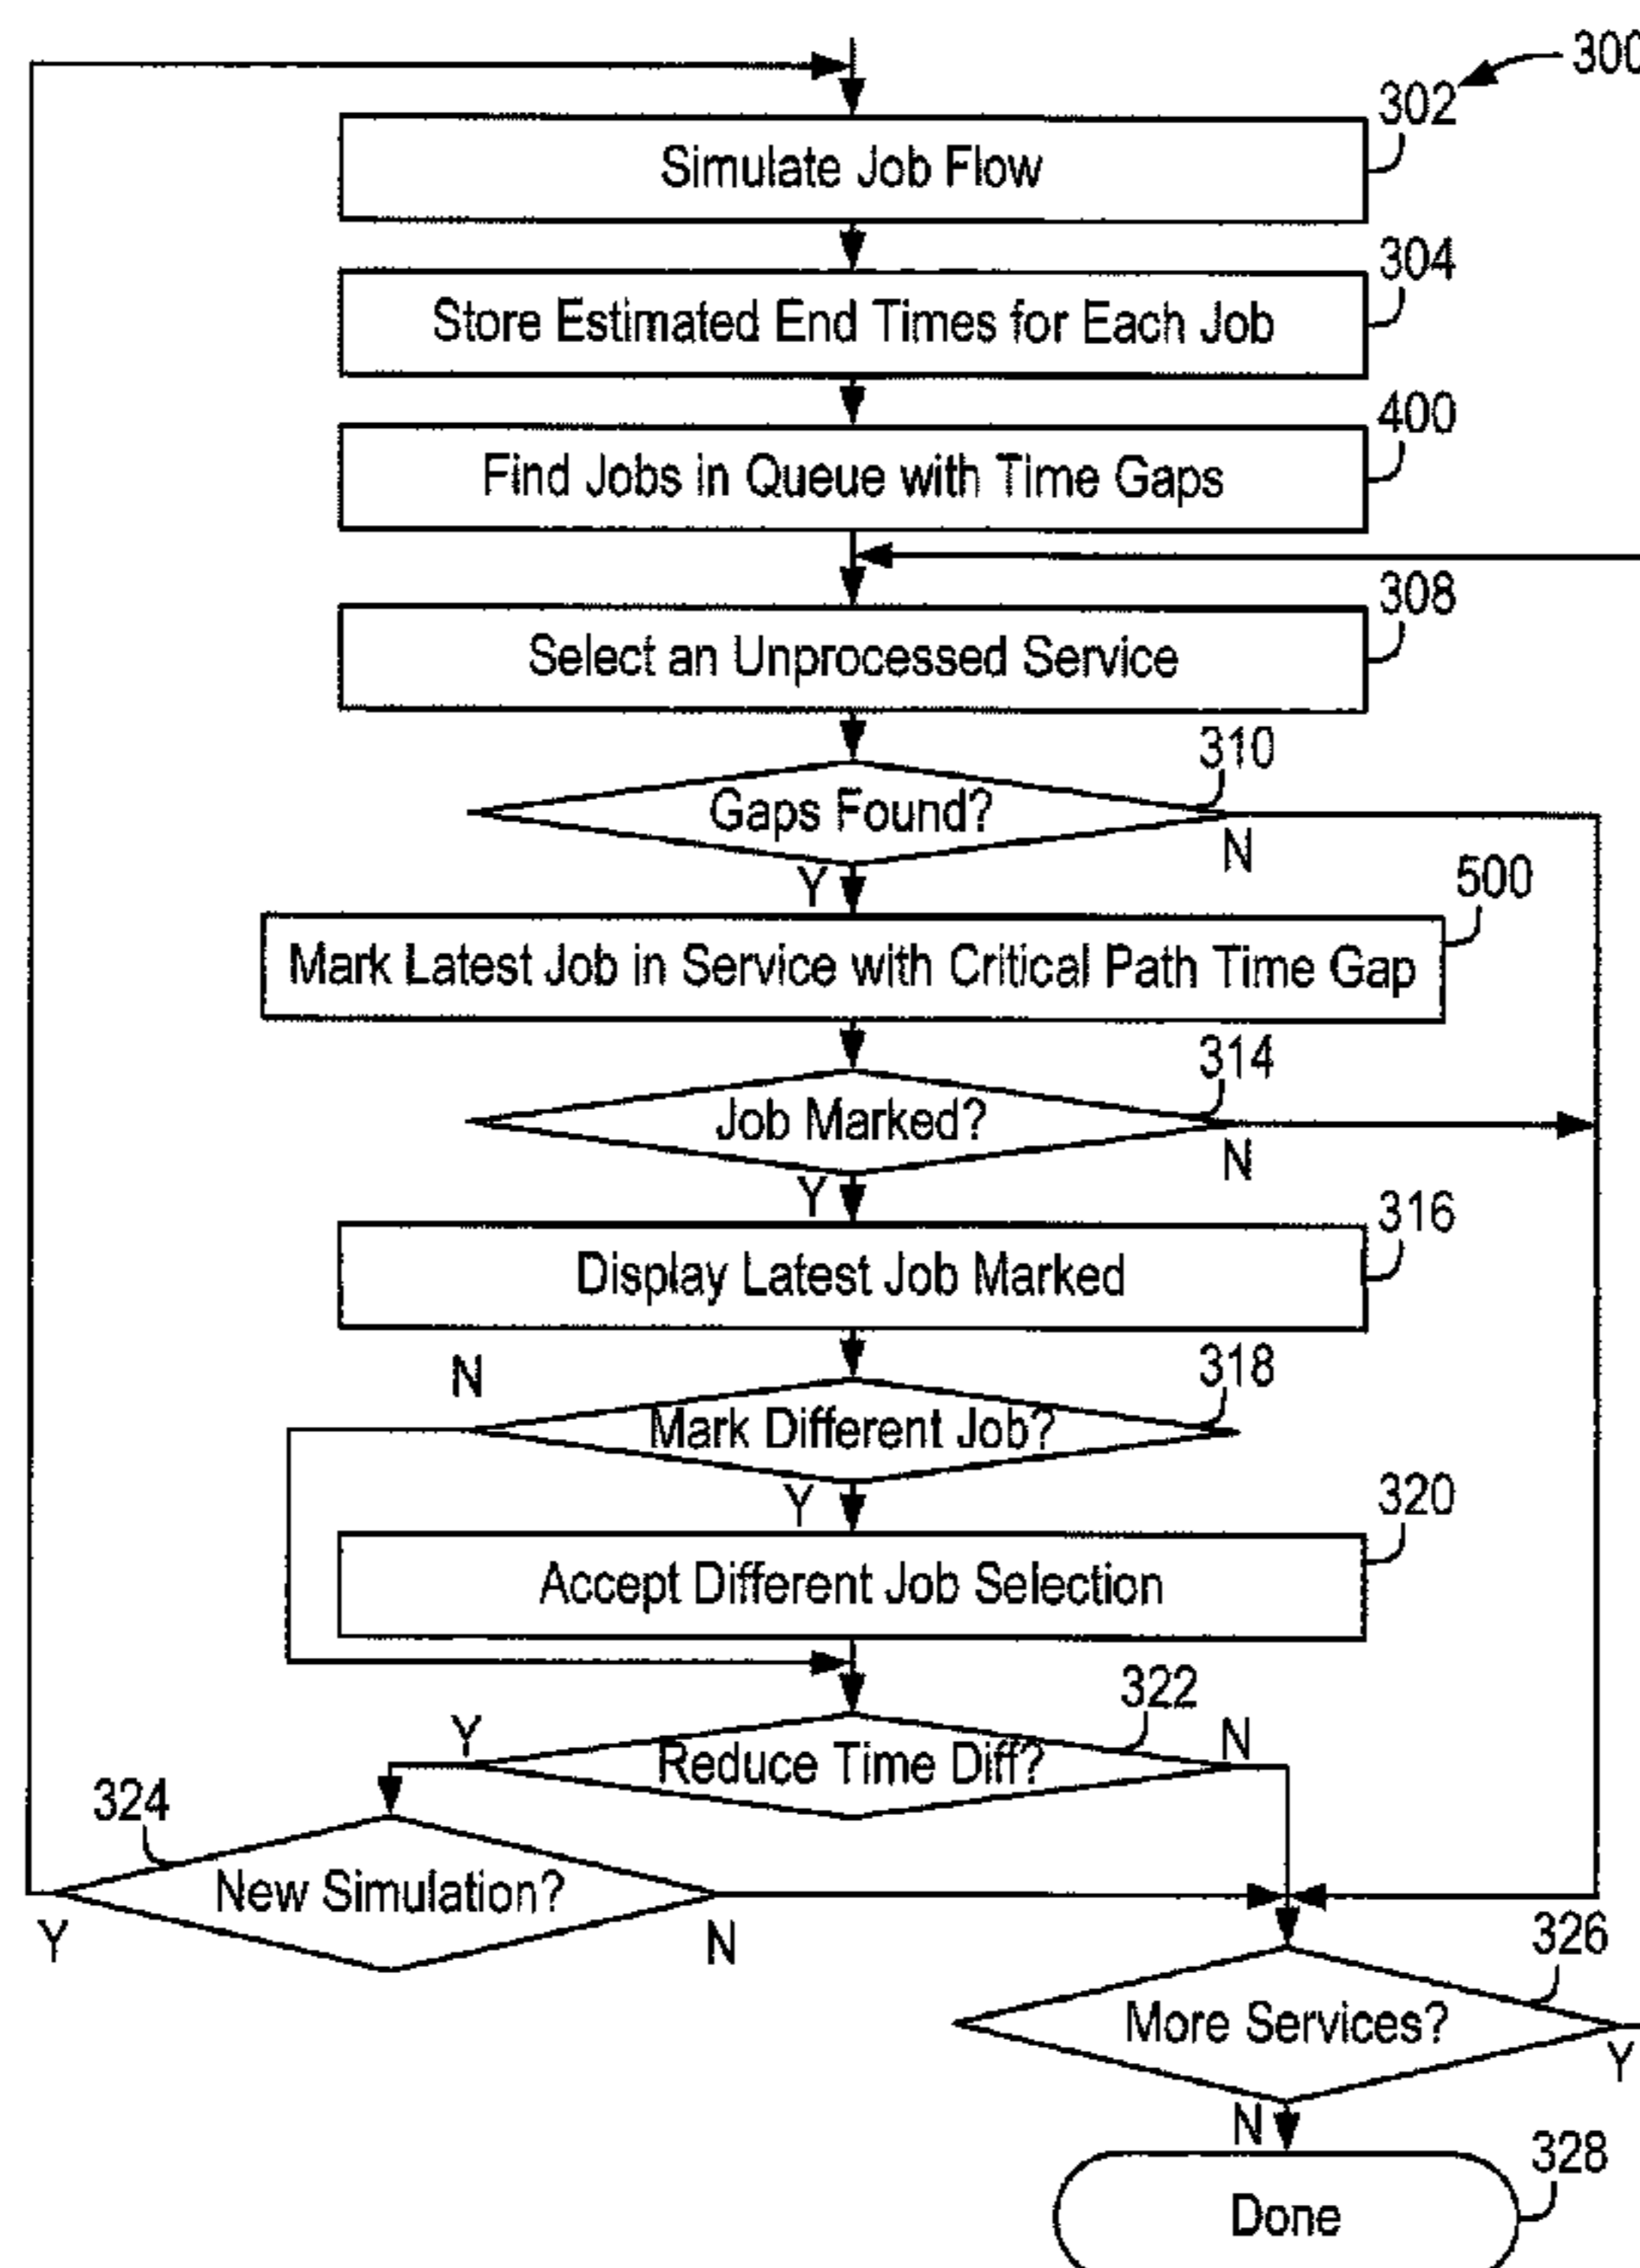 300
302
Simulate Job Flow
304
Store Estimated End Times for Each Job
400
Find Jobs in Queue with Time Gaps
308
Select an Unprocessed Service
310
Gaps Found?
N
Y
500
Mark Latest Job in Service with Critical Path Time Gap
314
Job Marked?
N
Y
316
Display Latest Job Marked
N
318
Mark Different Job?
Y
320
Accept Different Job Selection
322
Y
N
Reduce Time Diff?
324
New Simulation?
Y
N
326
More Services?
Y
N
328
Done